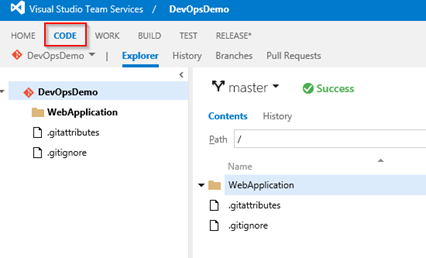 Visual Studio Team Services / DevOpsDemo
HOME CODE WORK BUILD TEST RELEASE*
DevOpsDemo | Explorer History Branches Pull Requests
DevOpsDemo
WebApplication
.gitattributes
.gitignore
master Success
Contents History
Path /
Name
WebApplication
.gitattributes
.gitignore